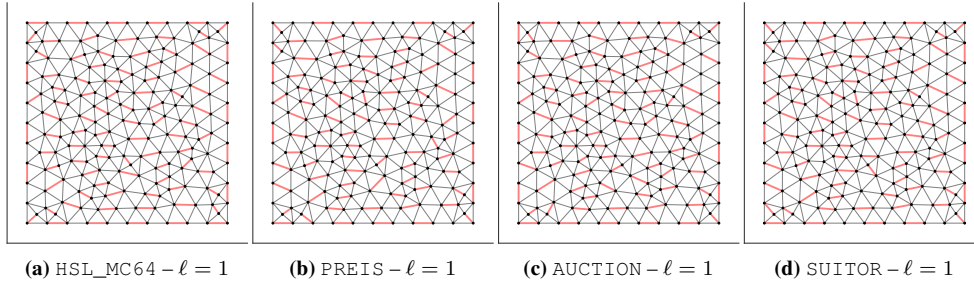 (a) HSL_MC64 – ℓ = 1
(b) PREIS – ℓ = 1
(c) AUCTION – ℓ = 1
(d) SUITOR – ℓ = 1